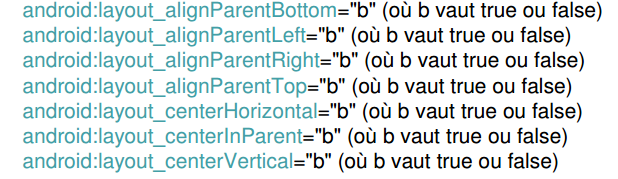 android:layout_alignParentBottom="b" (où b vaut true ou false)
android:layout_alignParentLeft="b" (où b vaut true ou false)
android:layout_alignParentRight="b" (où b vaut true ou false)
android:layout_alignParentTop="b" (où b vaut true ou false)
android:layout_centerHorizontal="b" (où b vaut true ou false)
android:layout_centerInParent="b" (où b vaut true ou false)
android:layout_centerVertical="b" (où b vaut true ou false)